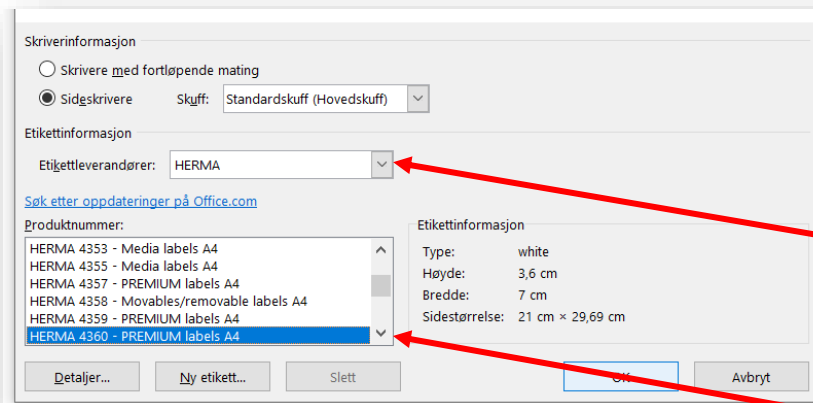 Skriverinformasjon
Skrivere med fortløpende mating
Sideskrivere Skuff: Standardskuff (Hovedskuff)
Etikettinformasjon
Etikettleverandører: HERMA
Søk etter oppdateringer på Office.com
Produktnummer:
HERMA 4353 - Media labels A4
HERMA 4355 - Media labels A4
HERMA 4357 - PREMIUM labels A4
HERMA 4358 - Movables/removable labels A4
HERMA 4359 - PREMIUM labels A4
HERMA 4360 - PREMIUM labels A4
Etikettinformasjon
Type: white
Høyde: 3,6 cm
Bredde: 7 cm
Sidestørrelse: 21 cm × 29,69 cm
Detaljer... Ny etikett... Slett OK Avbryt